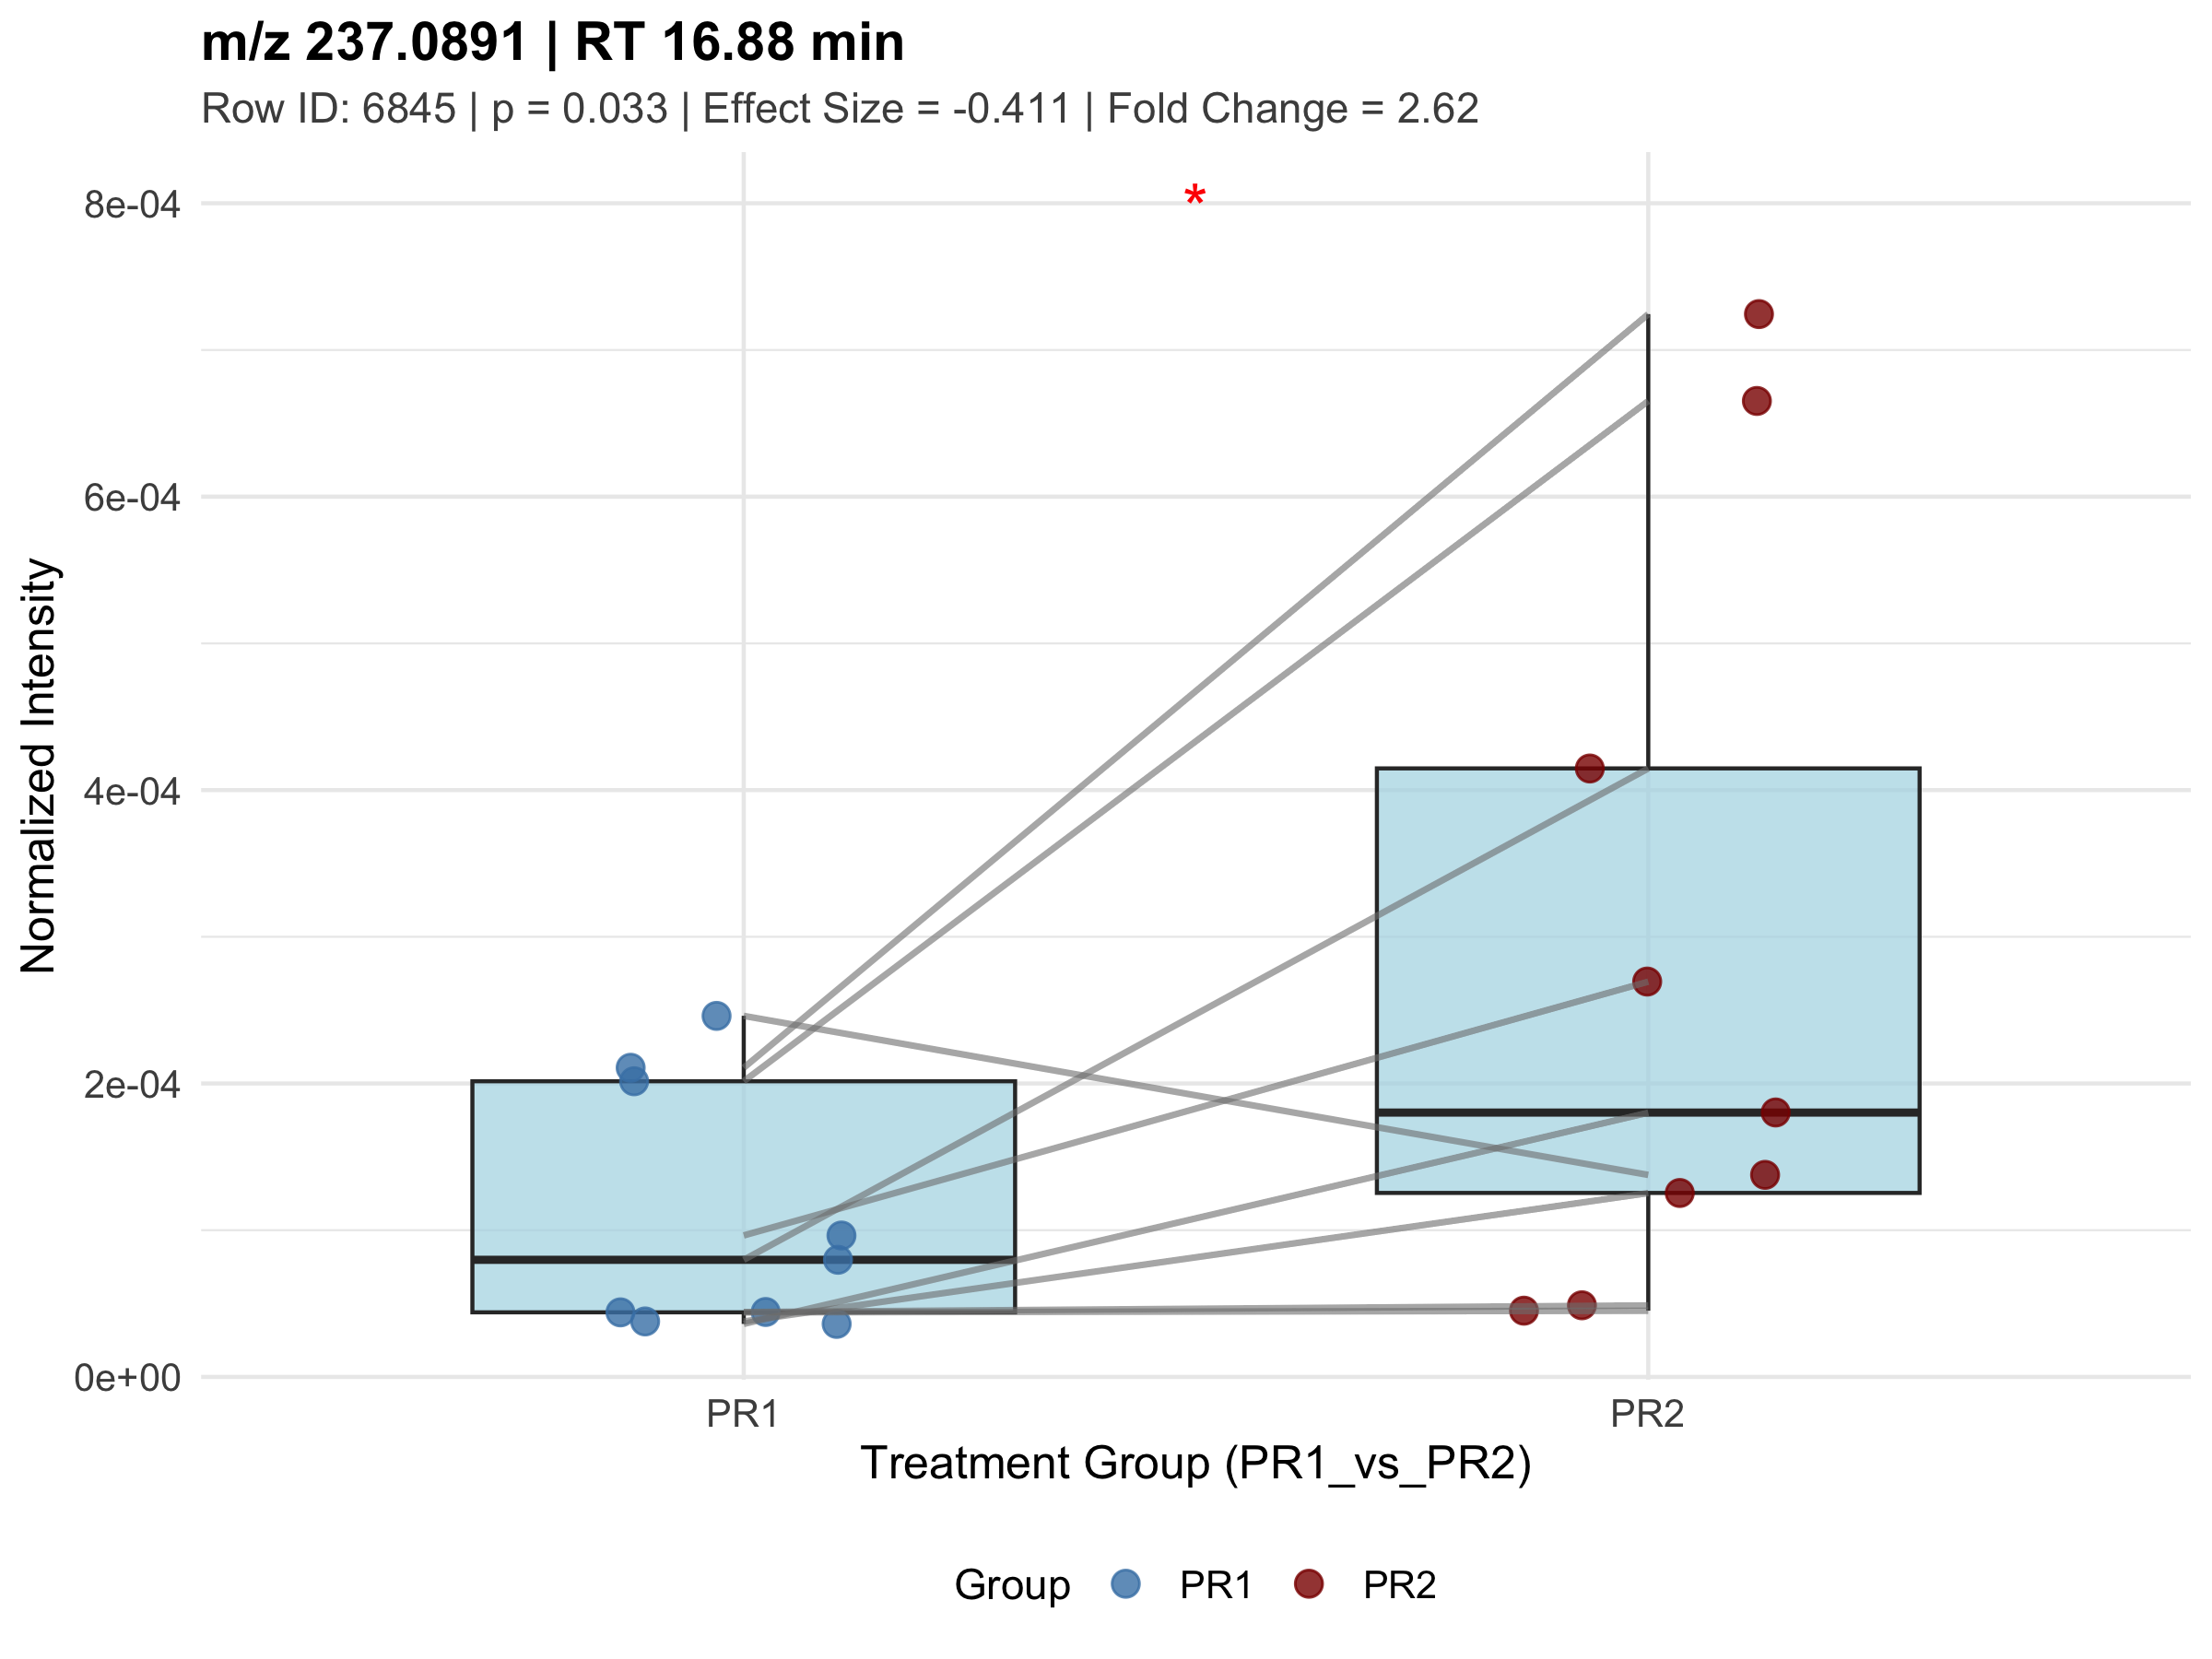 m/z 237.0891 | RT 16.88 min
Row ID: 6845 | p = 0.033 | Effect Size = -0.411 | Fold Change = 2.62
*
8e-04
6e-04
4e-04
2e-04
0e+00
Normalized Intensity
PR1
PR2
Treatment Group (PR1_vs_PR2)
Group PR1 PR2